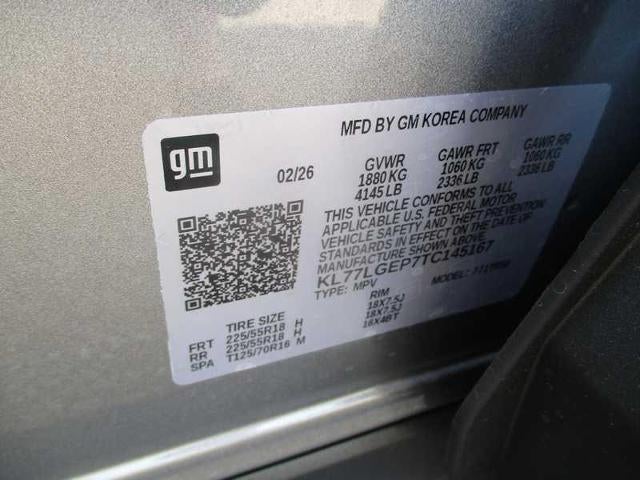 MFD BY GM KOREA COMPANY
gm
02/26
GVWR GAWR FRT GAWR RR
1880 KG 1060 KG 1060 KG
4145 LB 2336 LB 2336 LB
THIS VEHICLE CONFORMS TO ALL
APPLICABLE U.S. FEDERAL MOTOR
VEHICLE SAFETY AND THEFT PREVENTION
STANDARDS IN EFFECT ON THE DATE OF
MANUFACTURE SHOWN ABOVE.
KL77LGEP7TC145167
TYPE: MPV MODEL:
TIRE SIZE RIM
FRT 225/55R18 H 18X7.5J
RR 225/55R18 H 18X7.5J
SPA T125/70R16 M 16X4BT